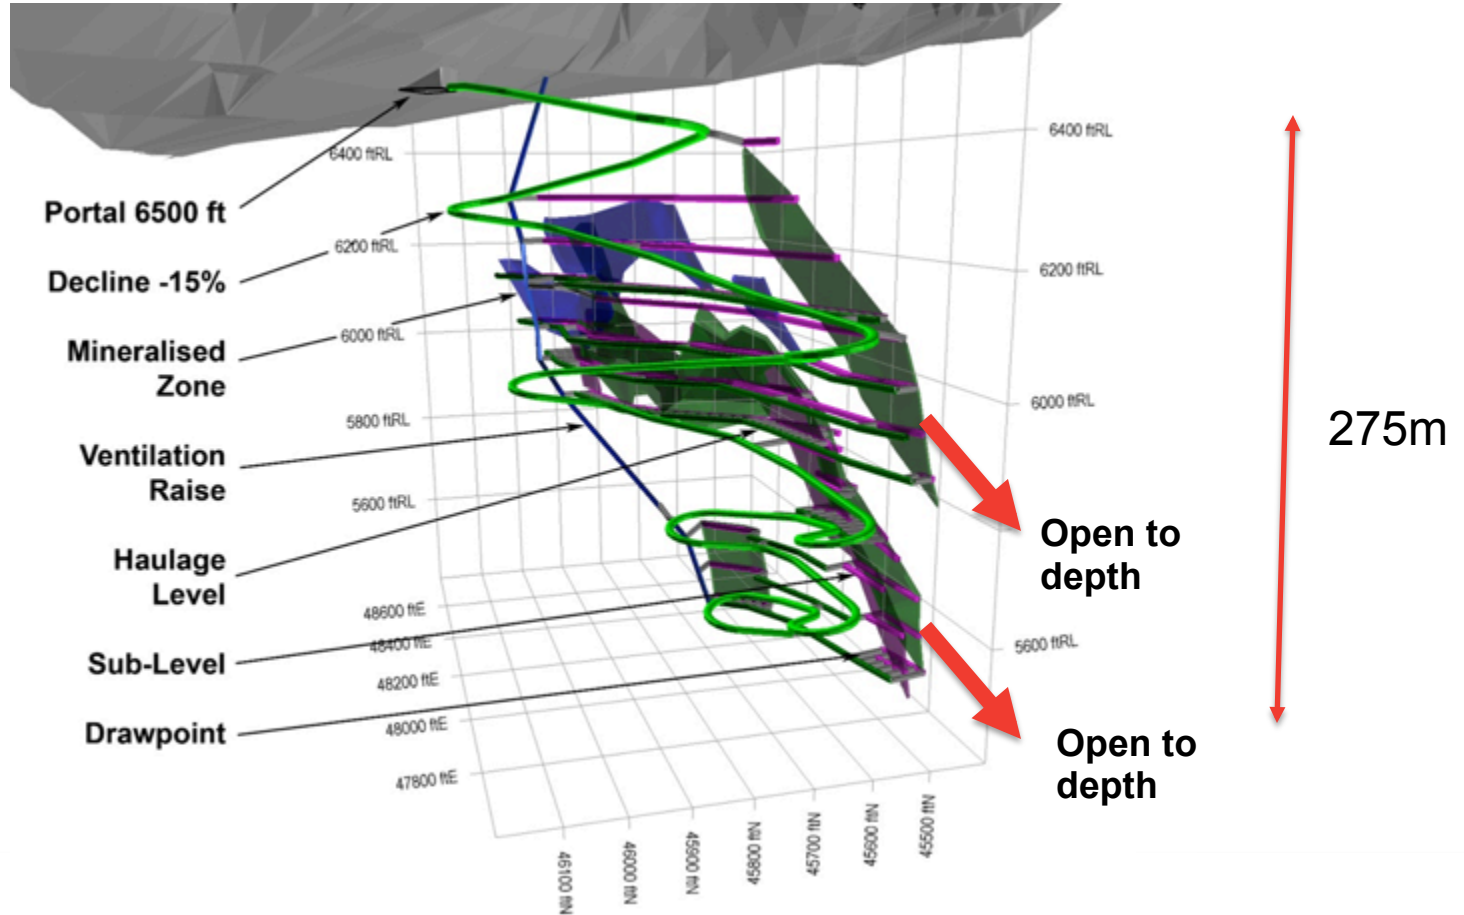 6400 ftRL
6400 ftRL
Portal 6500 ft
6200 ftRL
6200 ftRL
Decline -15%
6000 ftRL
Mineralised
Zone
6000 ftRL
5800 ftRL
275m
Ventilation
Raise
5600 ftRL
Open to
depth
Haulage
Level
48600 ftE
48400 ftE
5600 ftRL
Sub-Level
48200 ftE
48000 ftE
Drawpoint
Open to
depth
47800 ftE
46100 ftN
46000 ftN
45900 ftN
45800 ftN
45700 ftN
45600 ftN
45500 ftN